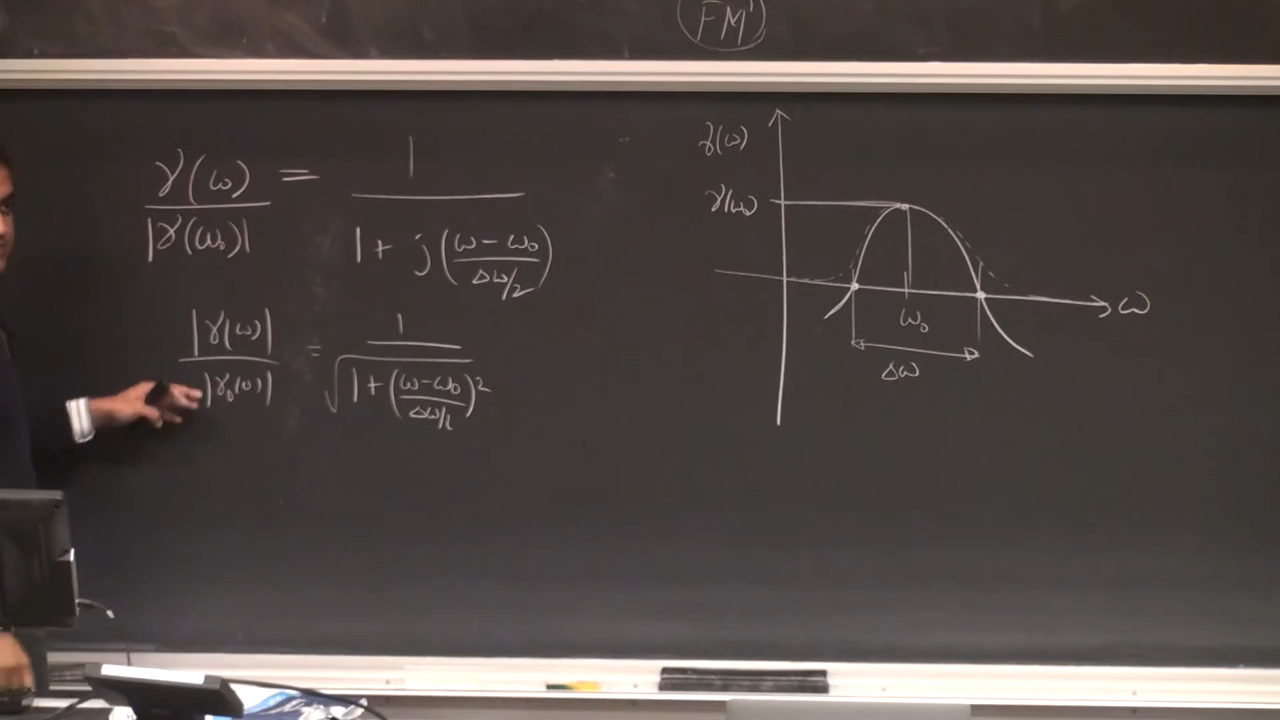 FM
γ(ω) / |γ(ω₀)| = 1 / (1 + j((ω − ω₀) / (Δω/2)))
|γ(ω)| / |γ₀(ω)| = 1 / √(1 + ((ω − ω₀) / (Δω/2))²)
γ(ω)
γ(ω₀)
ω
ω₀
Δω